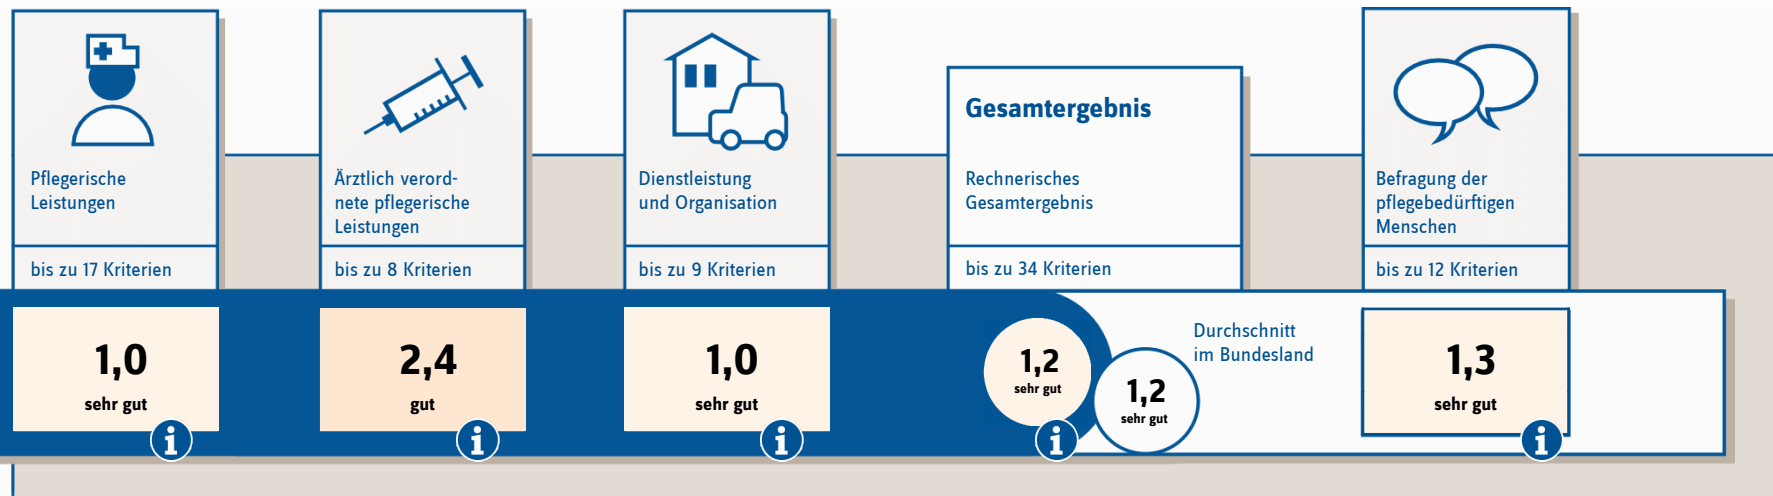 Pflegerische
Leistungen
bis zu 17 Kriterien
1,0
sehr gut
Ärztlich verord-
nete pflegerische
Leistungen
bis zu 8 Kriterien
2,4
gut
Dienstleistung
und Organisation
bis zu 9 Kriterien
1,0
sehr gut
Gesamtergebnis
Rechnerisches
Gesamtergebnis
bis zu 34 Kriterien
1,2
sehr gut
1,2
sehr gut
Durchschnitt
im Bundesland
Befragung der
pflegebedürftigen
Menschen
bis zu 12 Kriterien
1,3
sehr gut